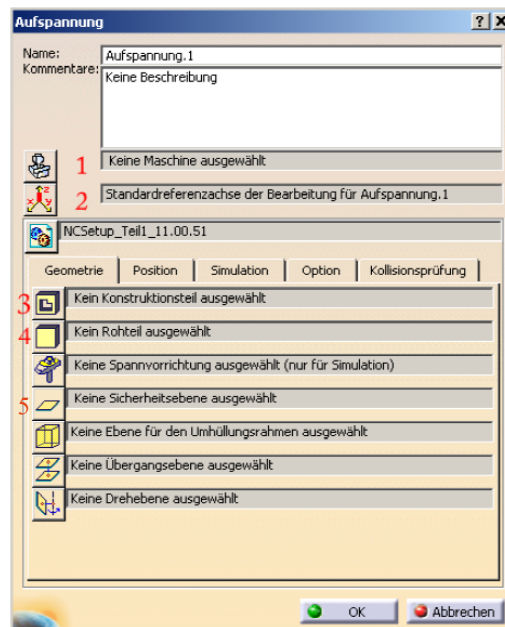 Aufspannung
Name: Aufspannung.1
Kommentare: Keine Beschreibung
1 Keine Maschine ausgewählt
2 Standardreferenzachse der Bearbeitung für Aufspannung.1
NCSetup_Teil1_11.00.51
Geometrie Position Simulation Option Kollisionsprüfung
3 Kein Konstruktionsteil ausgewählt
4 Kein Rohteil ausgewählt
Keine Spannvorrichtung ausgewählt (nur für Simulation)
5 Keine Sicherheitsebene ausgewählt
Keine Ebene für den Umhüllungsrahmen ausgewählt
Keine Übergangsebene ausgewählt
Keine Drehebene ausgewählt
OK Abbrechen